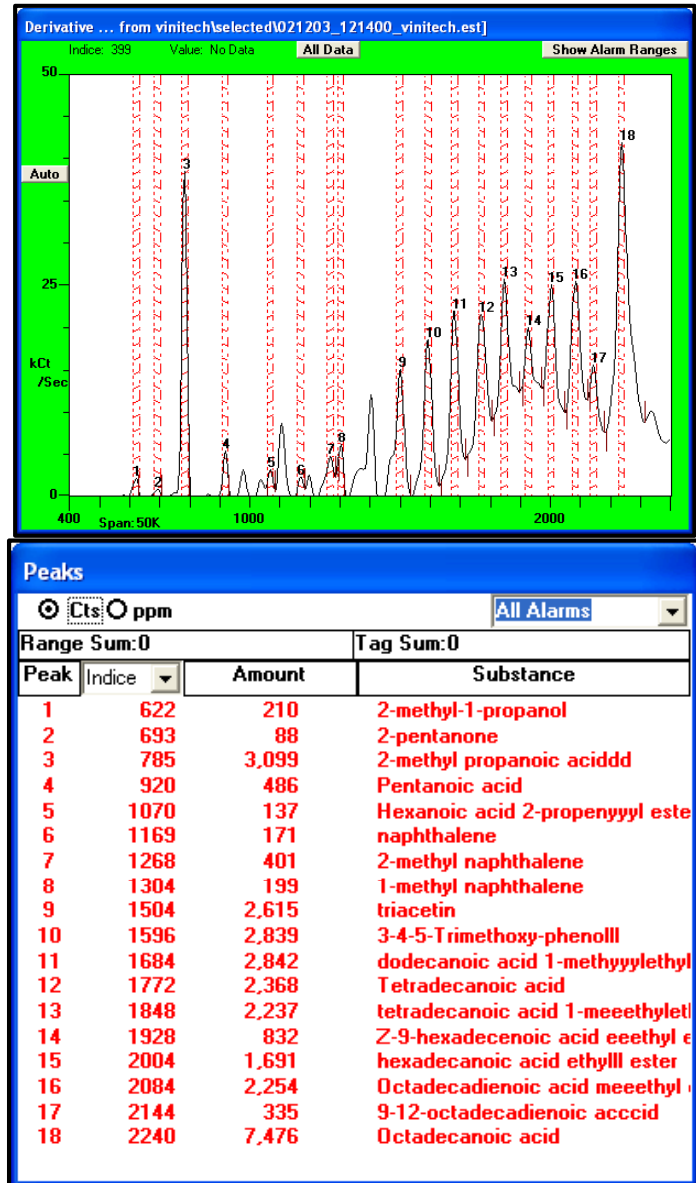 Derivative ... from vinitech\selected\021203_121400_vinitech.est]
Indice: 399 Value: No Data All Data Show Alarm Ranges
50
Auto
25
kCt
/Sec
0
400 Span: 50K 1000 2000
1
2
3
4
5
6
7
8
9
10
11
12
13
14
15
16
17
18
Peaks
Cts ppm All Alarms
Range Sum:0 Tag Sum:0
Peak Indice Amount Substance
1 622 210 2-methyl-1-propanol
2 693 88 2-pentanone
3 785 3,099 2-methyl propanoic aciddd
4 920 486 Pentanoic acid
5 1070 137 Hexanoic acid 2-propenyyyl este
6 1169 171 naphthalene
7 1268 401 2-methyl naphthalene
8 1304 199 1-methyl naphthalene
9 1504 2,615 triacetin
10 1596 2,839 3-4-5-Trimethoxy-phenolll
11 1684 2,842 dodecanoic acid 1-methyyylethyl
12 1772 2,368 Tetradecanoic acid
13 1848 2,237 tetradecanoic acid 1-meeethyletl
14 1928 832 Z-9-hexadecenoic acid eeethyl e
15 2004 1,691 hexadecanoic acid ethylll ester
16 2084 2,254 Octadecadienoic acid meeethyl
17 2144 335 9-12-octadecadienoic acccid
18 2240 7,476 Octadecanoic acid